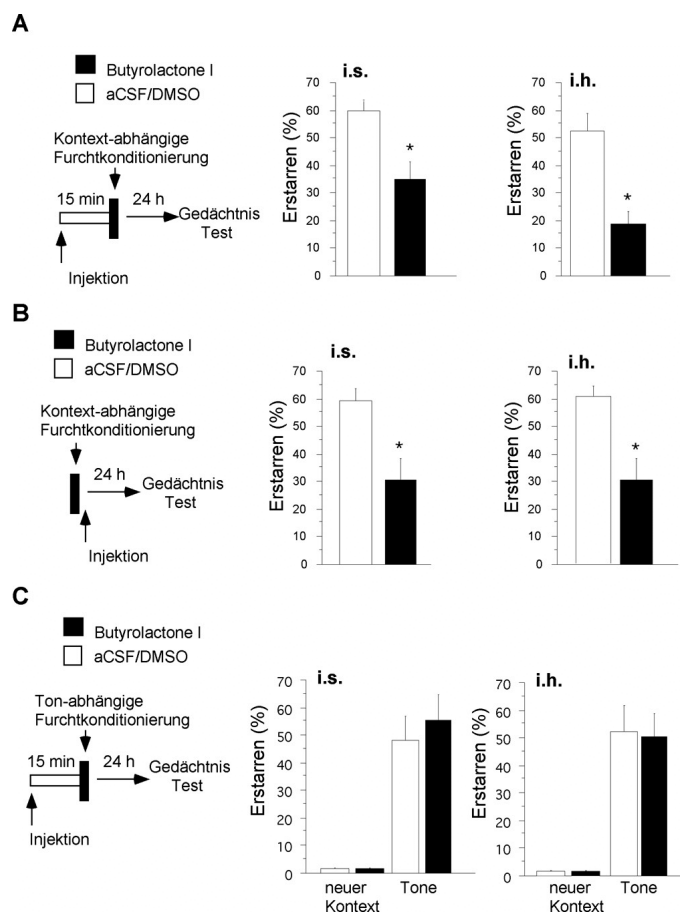 A
Butyrolactone I
aCSF/DMSO
Kontext-abhängige
Furchtkonditionierung
15 min
24 h
Gedächtnis
Test
Injektion
i.s.
Erstarren (%)
70
60
50
40
30
20
10
0
*
i.h.
Erstarren (%)
70
60
50
40
30
20
10
0
*
B
Butyrolactone I
aCSF/DMSO
Kontext-abhängige
Furchtkonditionierung
24 h
Gedächtnis
Test
Injektion
i.s.
Erstarren (%)
70
60
50
40
30
20
10
0
*
i.h.
Erstarren (%)
70
60
50
40
30
20
10
0
*
C
Butyrolactone I
aCSF/DMSO
Ton-abhängige
Furchtkonditionierung
15 min
24 h
Gedächtnis
Test
Injektion
i.s.
Erstarren (%)
70
60
50
40
30
20
10
0
neuer
Kontext
Tone
i.h.
Erstarren (%)
70
60
50
40
30
20
10
0
neuer
Kontext
Tone